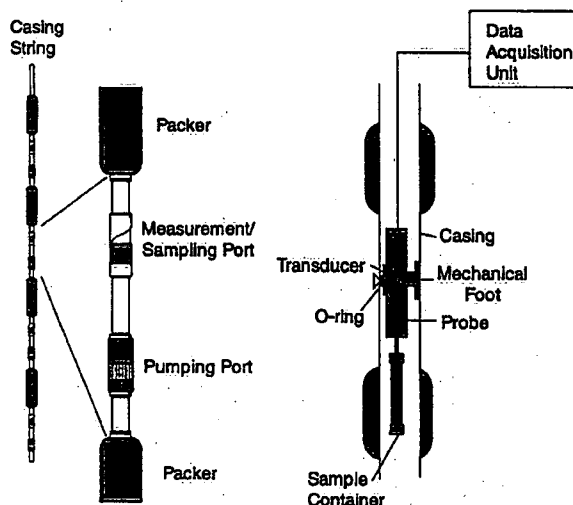 Casing
String
Packer
Measurement/
Sampling Port
Pumping Port
Packer
Data
Acquisition
Unit
Casing
Transducer
Mechanical
Foot
O-ring
Probe
Sample
Container